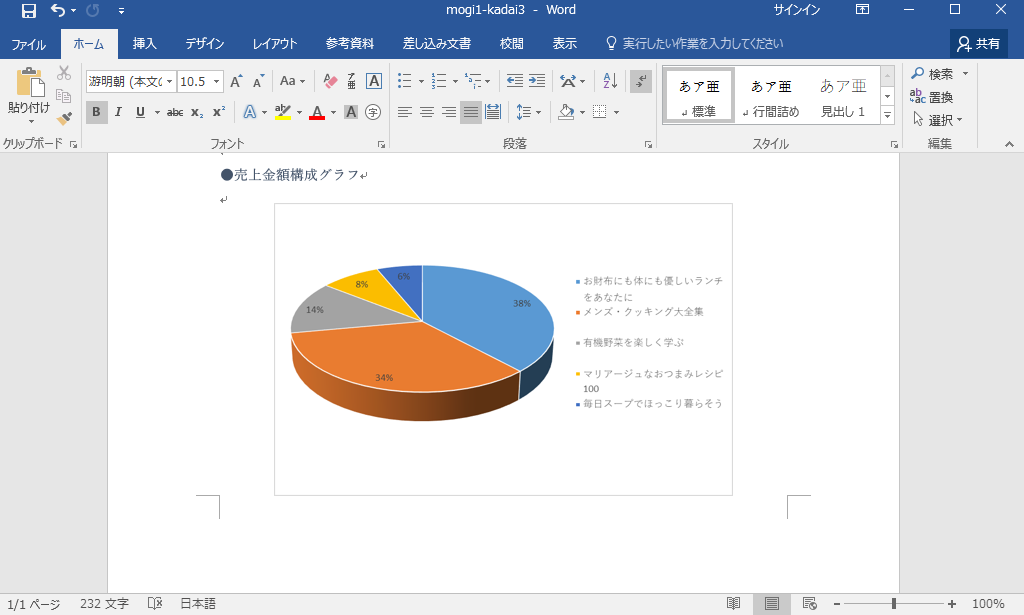 mogi1-kadai3 - Word
サインイン
ファイル ホーム 挿入 デザイン レイアウト 参考資料 差し込み文書 校閲 表示 実行したい作業を入力してください 共有
貼り付け
游明朝 (本文の 10.5
Aa
A
B I U abc x₂ x² A ab A A 字
あア亜 あア亜 あア亜
↲ 標準 ↲ 行間詰め 見出し 1
検索
置換
選択
クリップボード フォント 段落 スタイル 編集
●売上金額構成グラフ↵
↵
6%
8%
38%
14%
34%
お財布にも体にも優しいランチ
をあなたに
メンズ・クッキング大全集
有機野菜を楽しく学ぶ
マリアージュなおつまみレシピ
100
毎日スープでほっこり暮らそう
1/1 ページ 232 文字 日本語 100%